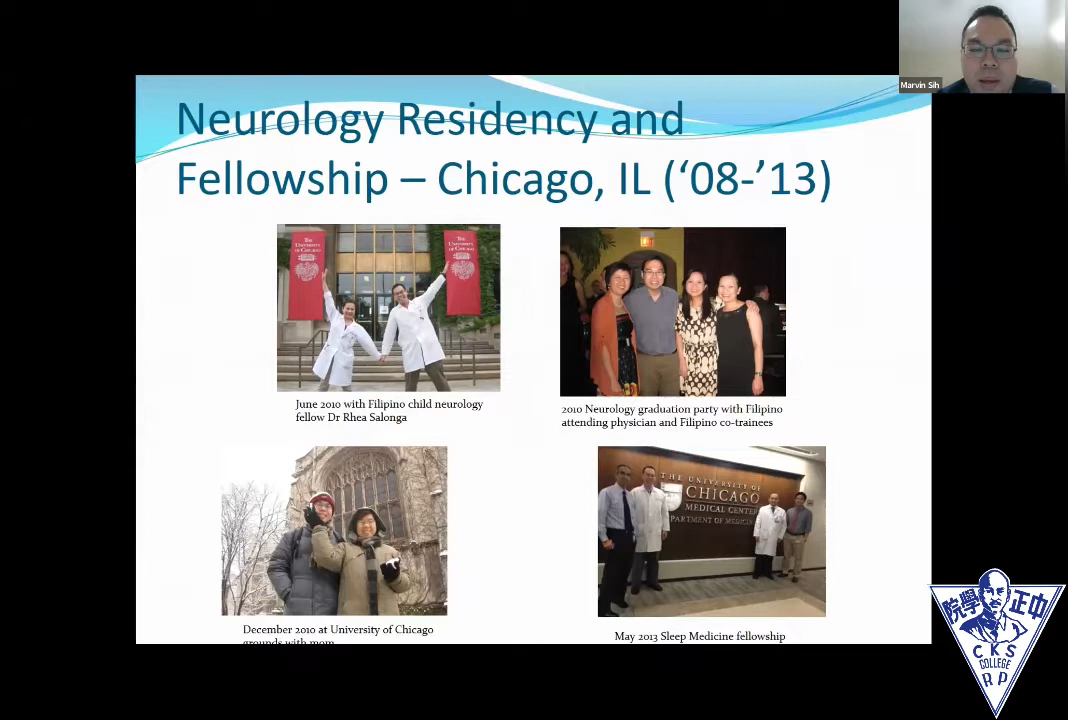 Marvin Sih
Neurology Residency and
Fellowship – Chicago, IL (‘08-’13)
THE
UNIVERSITY
OF CHICAGO
THE
UNIVERSITY
OF CHICAGO
June 2010 with Filipino child neurology
fellow Dr Rhea Salonga
2010 Neurology graduation party with Filipino
attending physician and Filipino co-trainees
THE UNIVERSITY OF
CHICAGO
MEDICAL CENTER
DEPARTMENT OF MEDICINE
December 2010 at University of Chicago
grounds with mom
May 2013 Sleep Medicine fellowship
院學正中
CKS
COLLEGE
R P